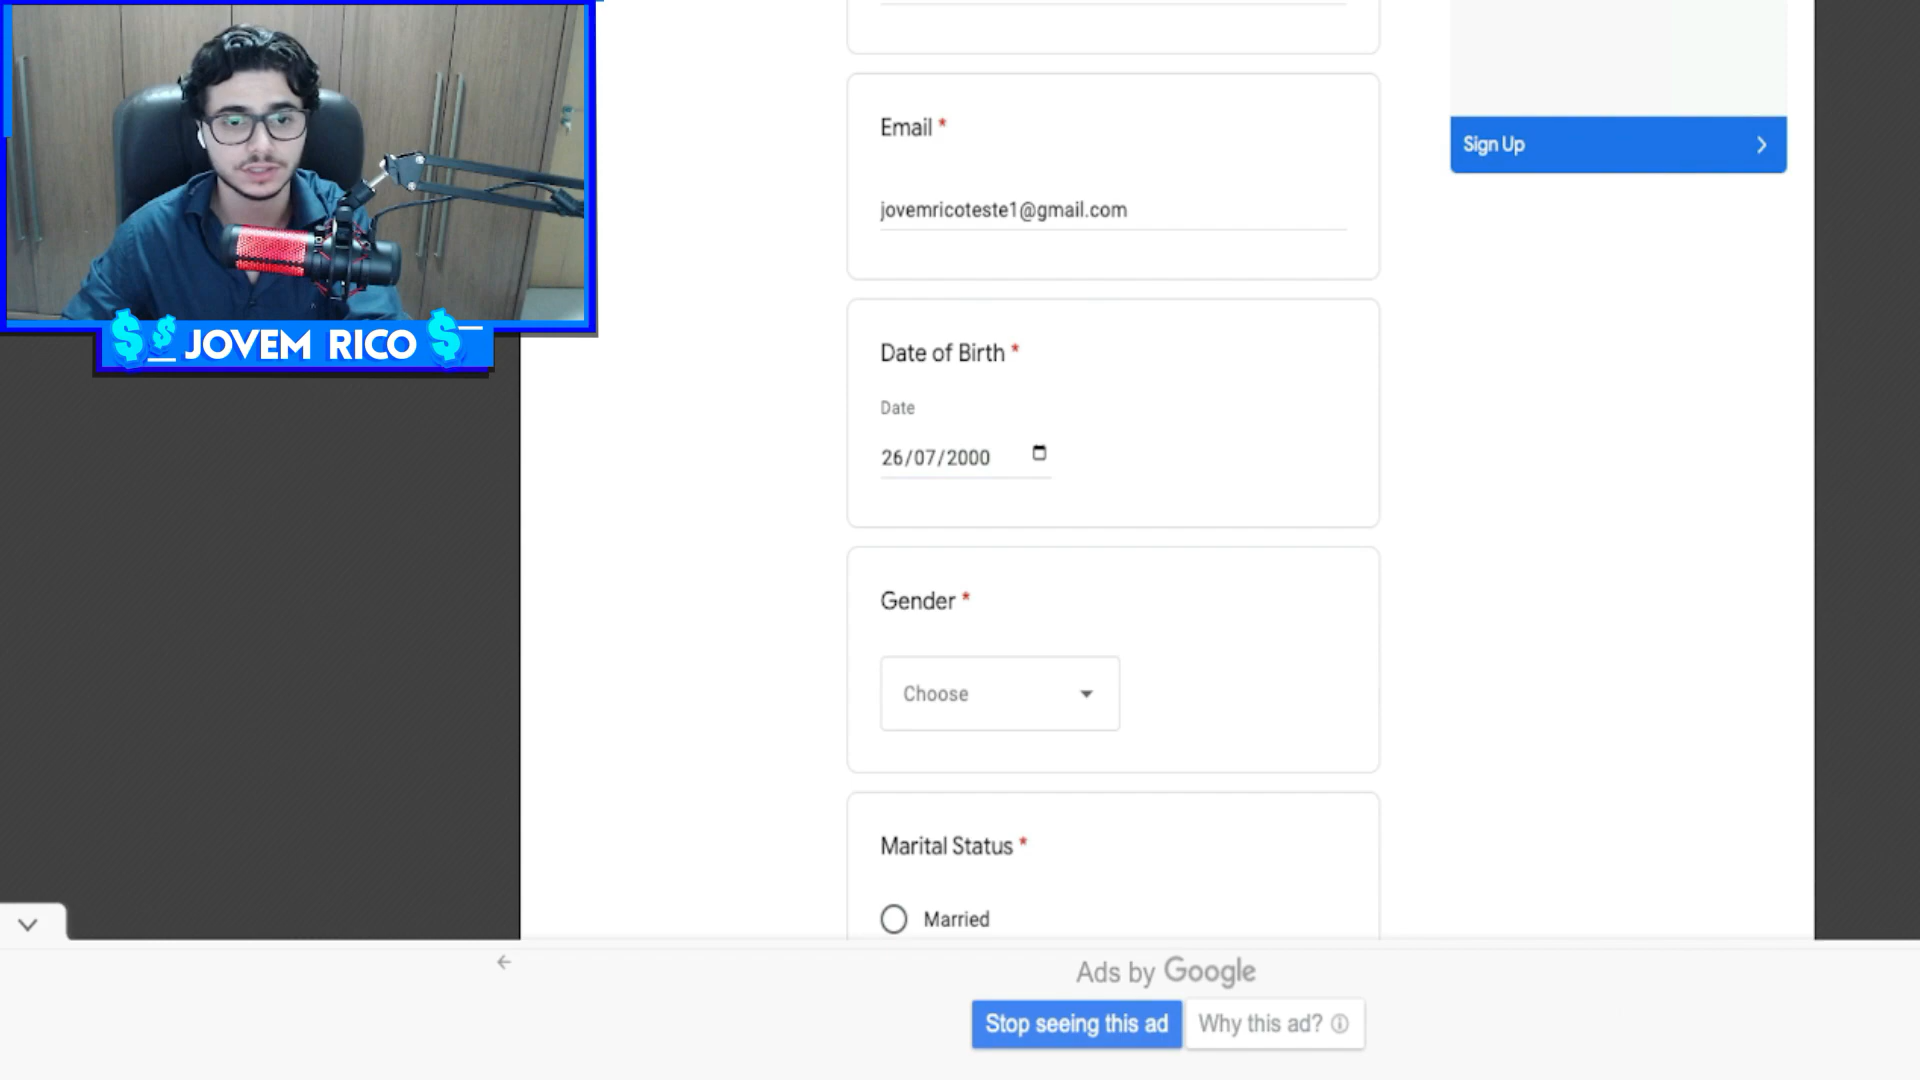 JOVEM RICO
Email *
jovemricoteste1@gmail.com
Date of Birth *
Date
26/07/2000
Gender *
Choose
Marital Status *
Married
Sign Up
Ads by Google
Stop seeing this ad
Why this ad?